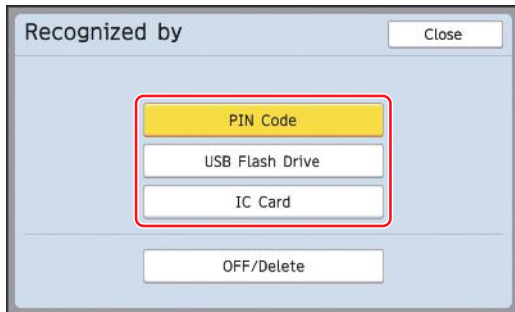 Recognized by
Close
PIN Code
USB Flash Drive
IC Card
OFF/Delete